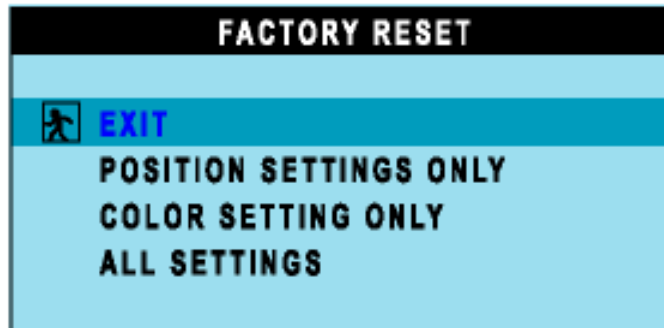 FACTORY RESET
EXIT
POSITION SETTINGS ONLY
COLOR SETTING ONLY
ALL SETTINGS